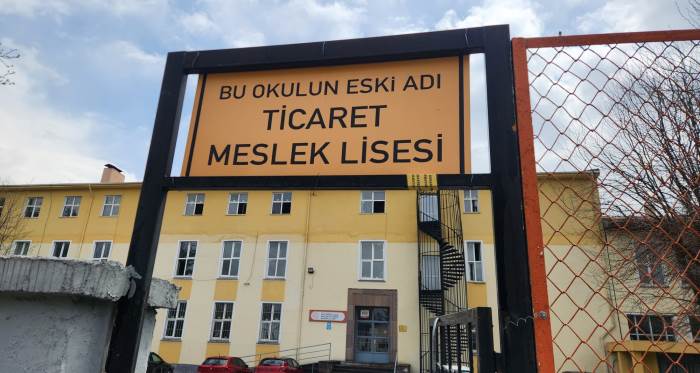 BU OKULUN ESKİ ADI
TİCARET
MESLEK LİSESİ